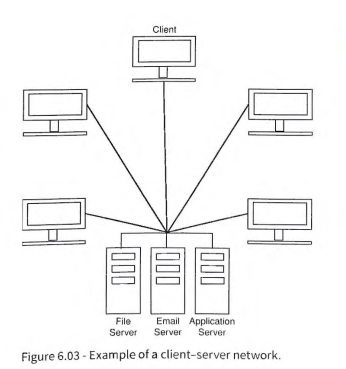 Client
File Email Application
Server Server Server
Figure 6.03 - Example of a client-server network.